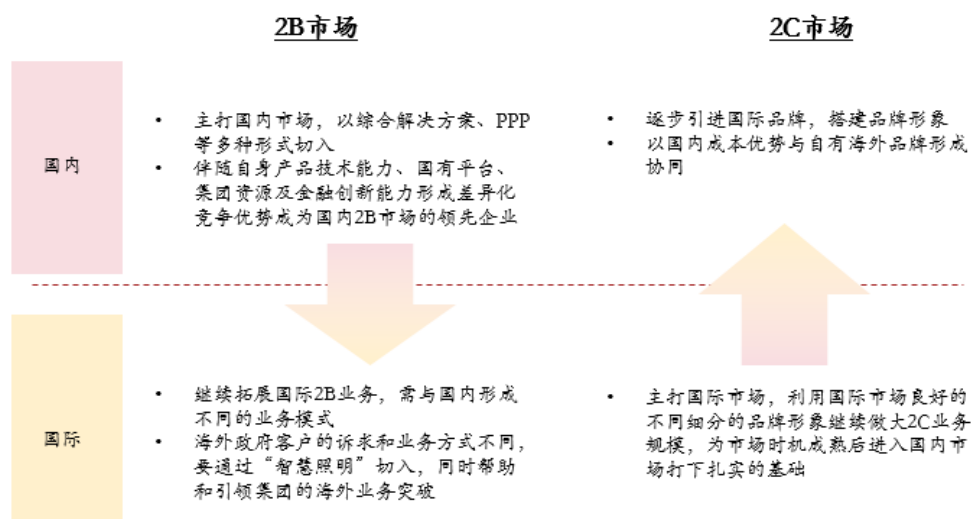 2B市场
2C市场
国内
• 主打国内市场，以综合解决方案、PPP
等多种形式切入
• 伴随自身产品技术能力、国有平台、
集团资源及金融创新能力形成差异化
竞争优势成为国内2B市场的领先企业
• 逐步引进国际品牌，搭建品牌形象
• 以国内成本优势与自有海外品牌形成
协同
国际
• 继续拓展国际2B业务，需与国内形成
不同的业务模式
• 海外政府客户的诉求和业务方式不同，
要通过“智慧照明”切入，同时帮助
和引领集团的海外业务突破
• 主打国际市场，利用国际市场良好的
不同细分的品牌形象继续做大2C业务
规模，为市场时机成熟后进入国内市
场打下扎实的基础